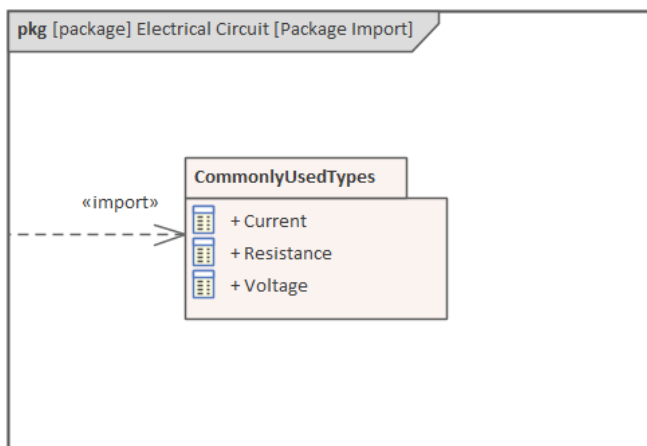 pkg [package] Electrical Circuit [Package Import]
CommonlyUsedTypes
«import»
+ Current
+ Resistance
+ Voltage